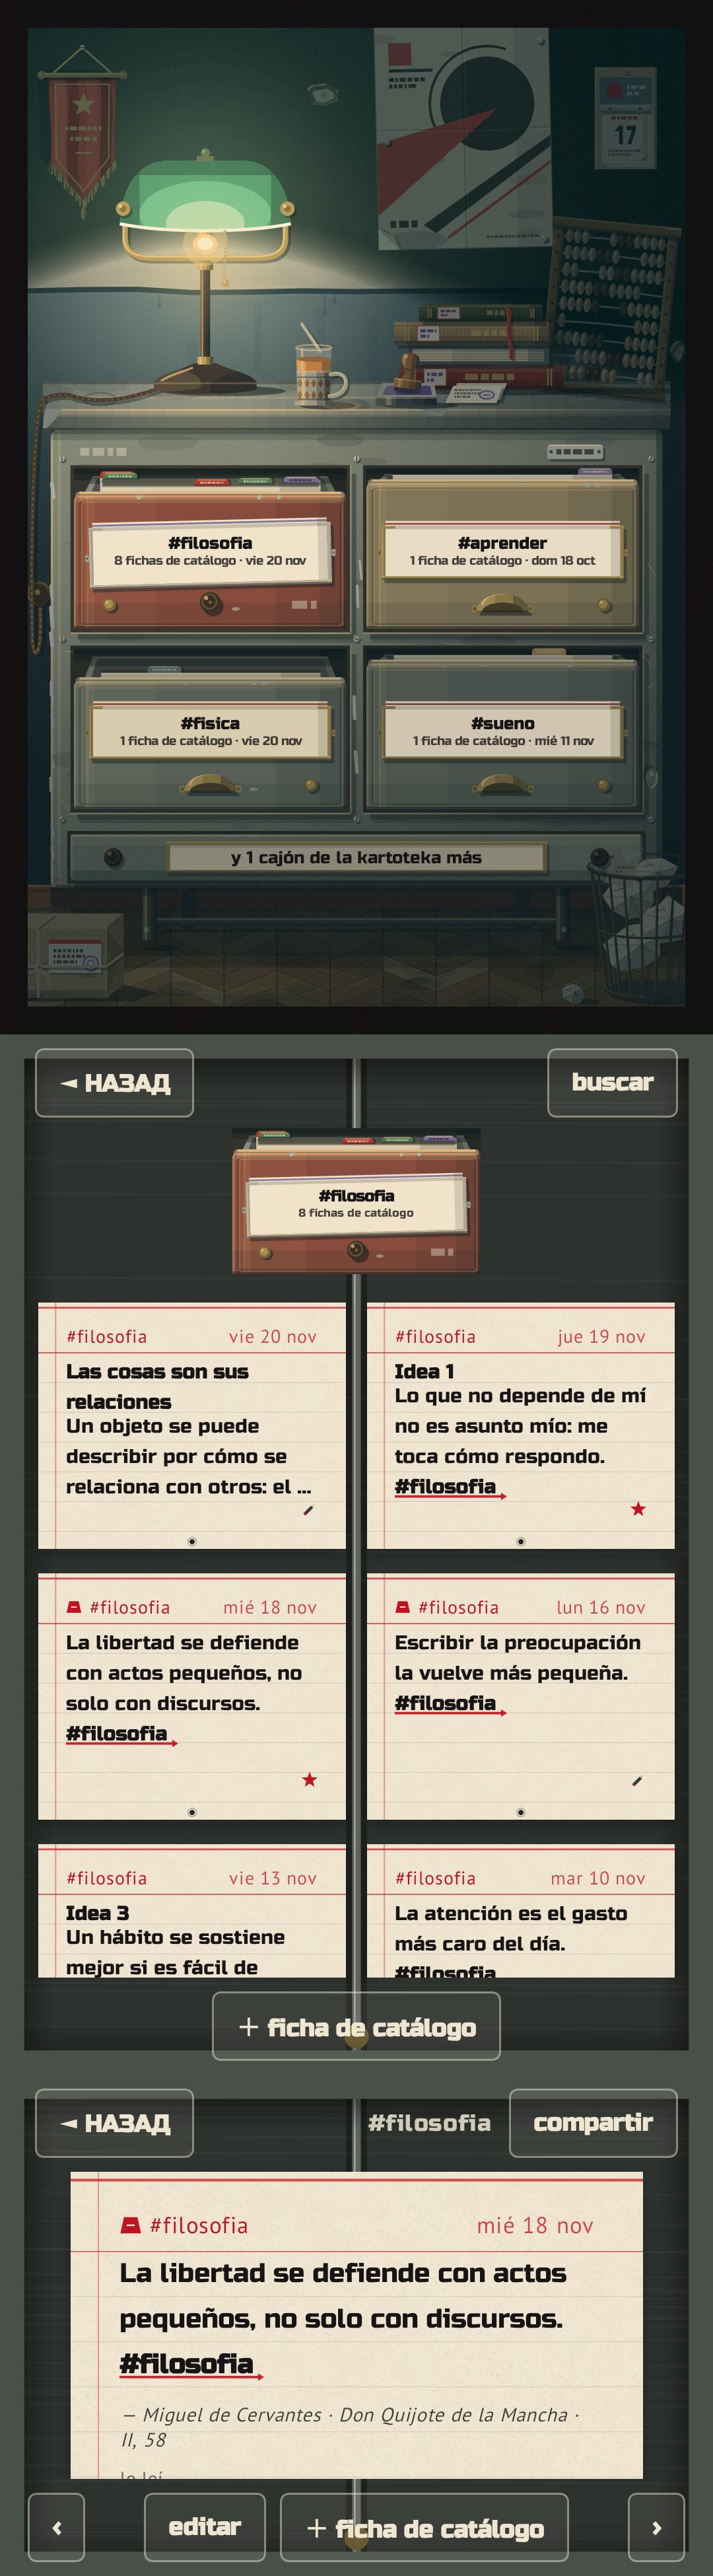 17
#filosofia
8 fichas de catálogo · vie 20 nov
#aprender
1 ficha de catálogo · dom 18 oct
#fisica
1 ficha de catálogo · vie 20 nov
#sueno
1 ficha de catálogo · mié 11 nov
y 1 cajón de la kartoteka más
◄ НАЗАД
buscar
#filosofia
8 fichas de catálogo
#filosofia vie 20 nov
Las cosas son sus
relaciones
Un objeto se puede
describir por cómo se
relaciona con otros: el ...
#filosofia jue 19 nov
Idea 1
Lo que no depende de mí
no es asunto mío: me
toca cómo respondo.
#filosofia
#filosofia mié 18 nov
La libertad se defiende
con actos pequeños, no
solo con discursos.
#filosofia
#filosofia lun 16 nov
Escribir la preocupación
la vuelve más pequeña.
#filosofia
#filosofia vie 13 nov
Idea 3
Un hábito se sostiene
mejor si es fácil de
#filosofia mar 10 nov
La atención es el gasto
más caro del día.
#filosofia
+ ficha de catálogo
◄ НАЗАД
#filosofia
compartir
#filosofia mié 18 nov
La libertad se defiende con actos
pequeños, no solo con discursos.
#filosofia
— Miguel de Cervantes · Don Quijote de la Mancha ·
II, 58
‹
editar
+ ficha de catálogo
›